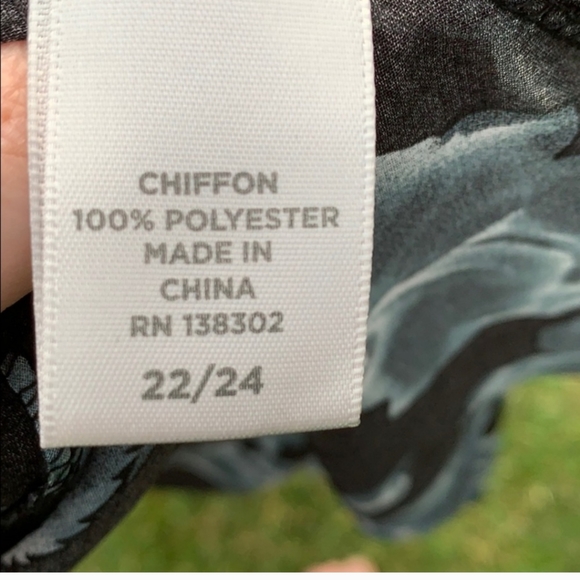 CHIFFON
100% POLYESTER
MADE IN
CHINA
RN 138302
22/24